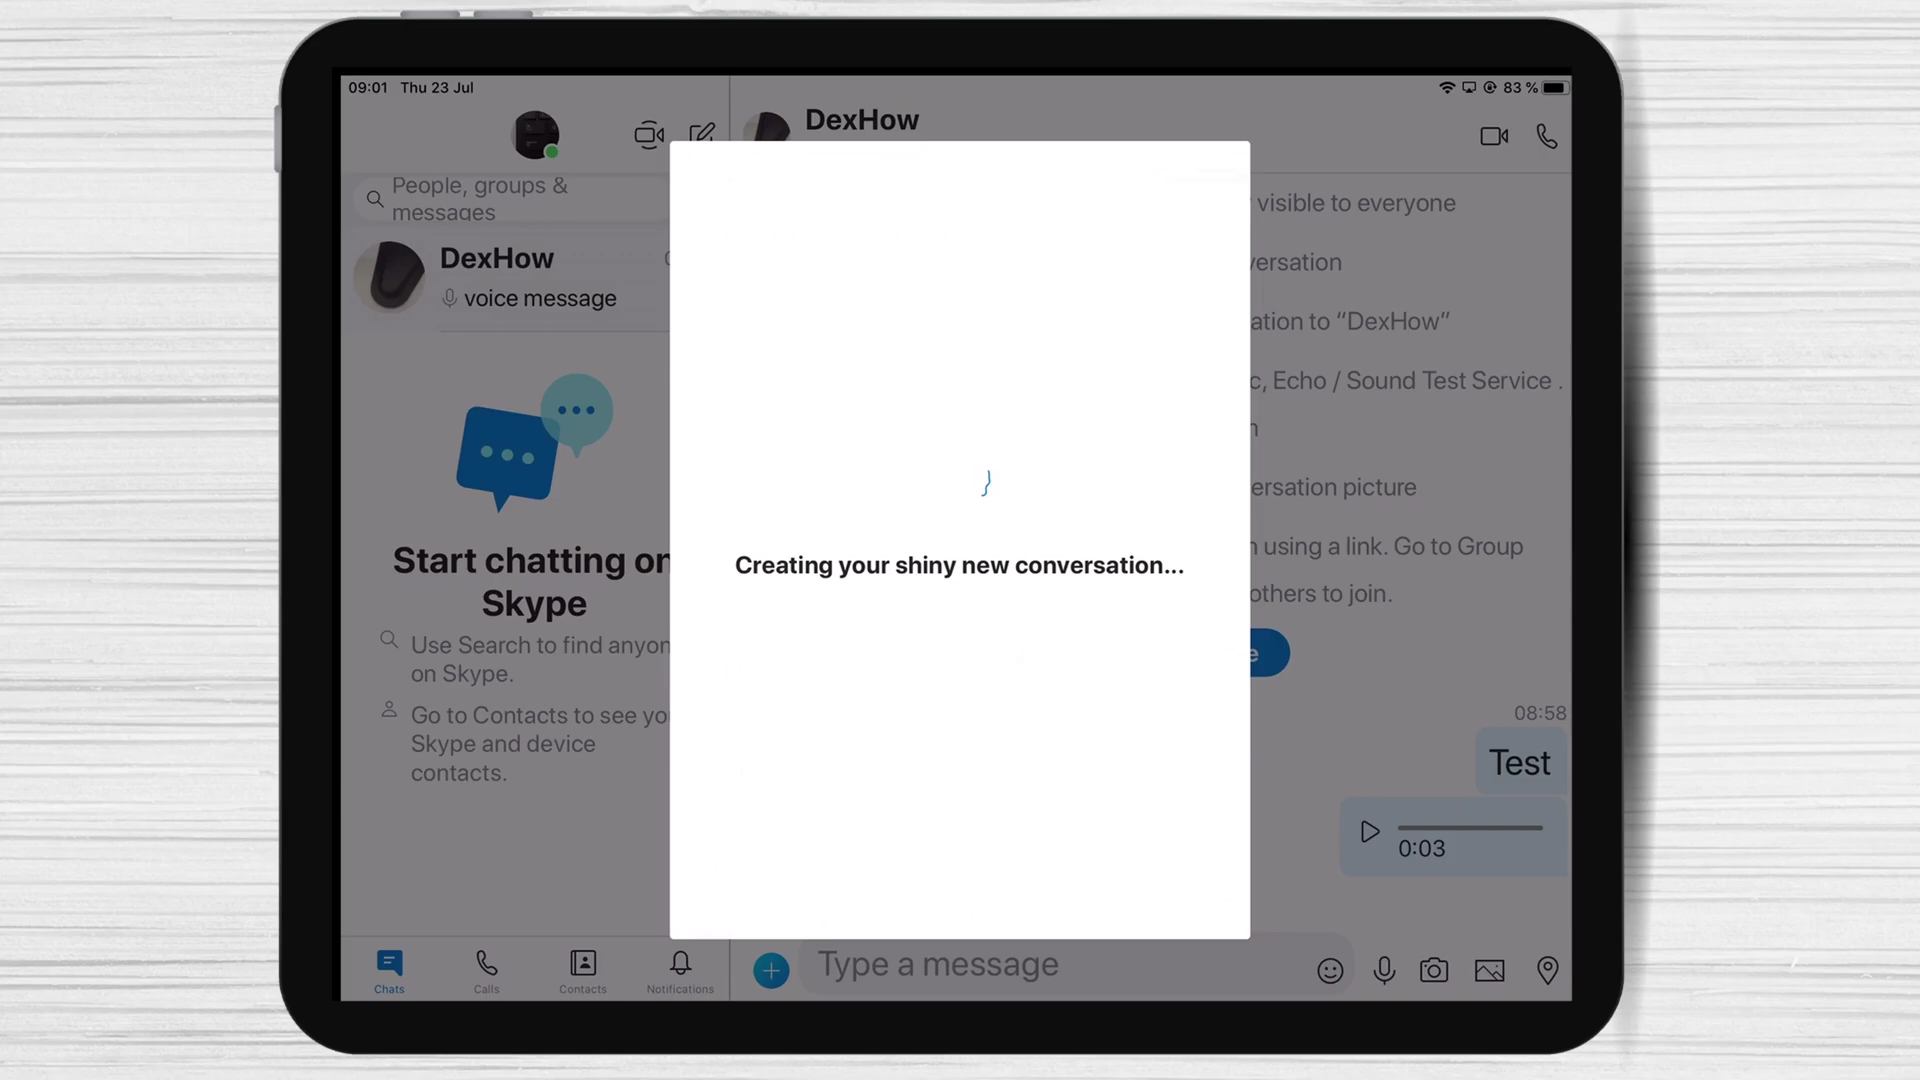 09:01 Thu 23 Jul
83 %
People, groups &
messages
DexHow
voice message
Start chatting on
Skype
Use Search to find anyon
on Skype.
Go to Contacts to see yo
Skype and device
contacts.
Chats
Calls
Contacts
Notifications
DexHow
visible to everyone
versation
ation to “DexHow”
c, Echo / Sound Test Service .
n
ersation picture
n using a link. Go to Group
others to join.
e
08:58
Test
0:03
Type a message
Creating your shiny new conversation...